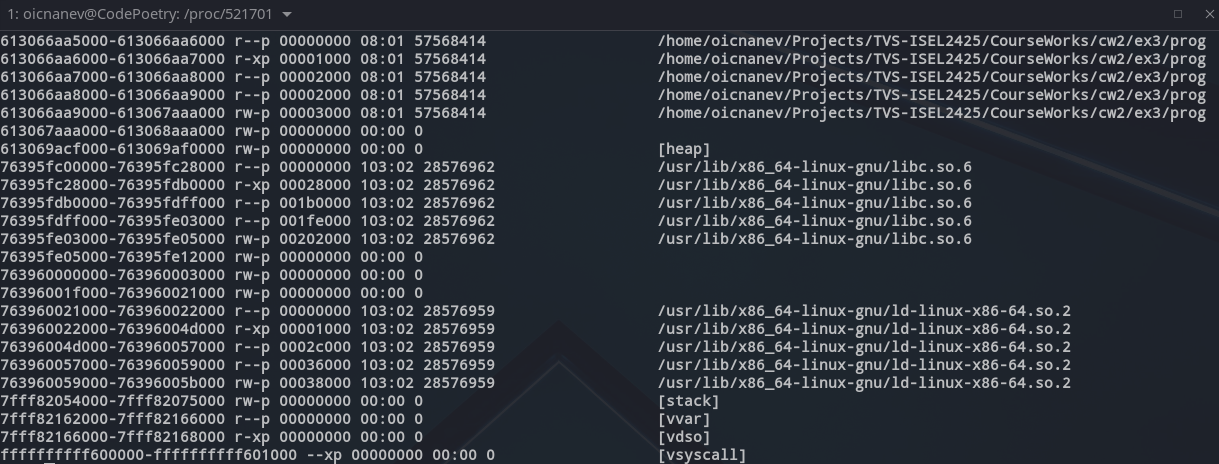 1: oicnanev@CodePoetry: /proc/521701
613066aa5000-613066aa6000 r--p 00000000 08:01 57568414 /home/oicnanev/Projects/TVS-ISEL2425/CourseWorks/cw2/ex3/prog
613066aa6000-613066aa7000 r-xp 00001000 08:01 57568414 /home/oicnanev/Projects/TVS-ISEL2425/CourseWorks/cw2/ex3/prog
613066aa7000-613066aa8000 r--p 00002000 08:01 57568414 /home/oicnanev/Projects/TVS-ISEL2425/CourseWorks/cw2/ex3/prog
613066aa8000-613066aa9000 r--p 00002000 08:01 57568414 /home/oicnanev/Projects/TVS-ISEL2425/CourseWorks/cw2/ex3/prog
613066aa9000-613067aaa000 rw-p 00003000 08:01 57568414 /home/oicnanev/Projects/TVS-ISEL2425/CourseWorks/cw2/ex3/prog
613067aaa000-613068aaa000 rw-p 00000000 00:00 0
613069acf000-613069af0000 rw-p 00000000 00:00 0 [heap]
76395fc00000-76395fc28000 r--p 00000000 103:02 28576962 /usr/lib/x86_64-linux-gnu/libc.so.6
76395fc28000-76395fdb0000 r-xp 00028000 103:02 28576962 /usr/lib/x86_64-linux-gnu/libc.so.6
76395fdb0000-76395fdff000 r--p 001b0000 103:02 28576962 /usr/lib/x86_64-linux-gnu/libc.so.6
76395fdff000-76395fe03000 r--p 001fe000 103:02 28576962 /usr/lib/x86_64-linux-gnu/libc.so.6
76395fe03000-76395fe05000 rw-p 00202000 103:02 28576962 /usr/lib/x86_64-linux-gnu/libc.so.6
76395fe05000-76395fe12000 rw-p 00000000 00:00 0
763960000000-763960003000 rw-p 00000000 00:00 0
76396001f000-763960021000 rw-p 00000000 00:00 0
763960021000-763960022000 r--p 00000000 103:02 28576959 /usr/lib/x86_64-linux-gnu/ld-linux-x86-64.so.2
763960022000-76396004d000 r-xp 00001000 103:02 28576959 /usr/lib/x86_64-linux-gnu/ld-linux-x86-64.so.2
76396004d000-763960057000 r--p 0002c000 103:02 28576959 /usr/lib/x86_64-linux-gnu/ld-linux-x86-64.so.2
763960057000-763960059000 r--p 00036000 103:02 28576959 /usr/lib/x86_64-linux-gnu/ld-linux-x86-64.so.2
763960059000-76396005b000 rw-p 00038000 103:02 28576959 /usr/lib/x86_64-linux-gnu/ld-linux-x86-64.so.2
7fff82054000-7fff82075000 rw-p 00000000 00:00 0 [stack]
7fff82162000-7fff82166000 r--p 00000000 00:00 0 [vvar]
7fff82166000-7fff82168000 r-xp 00000000 00:00 0 [vdso]
ffffffffff600000-ffffffffff601000 --xp 00000000 00:00 0 [vsyscall]